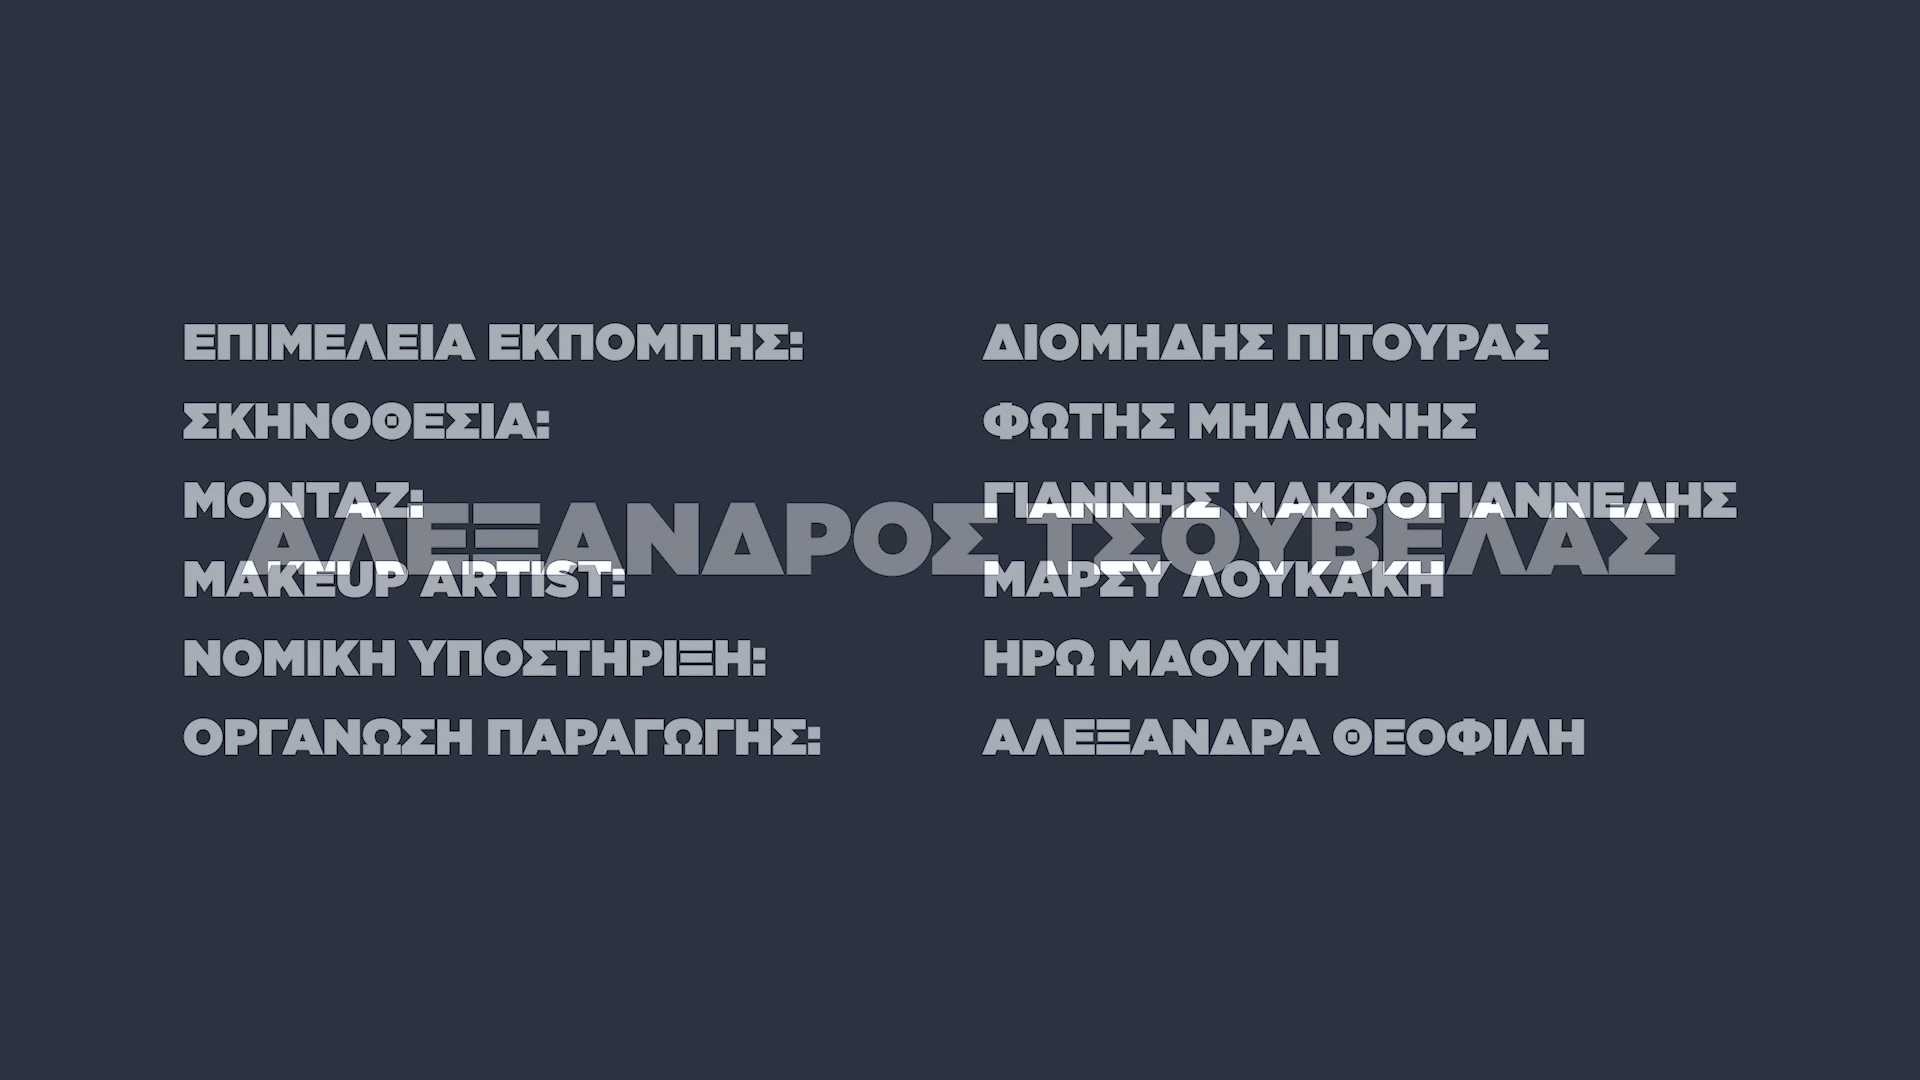 ΕΠΙΜΕΛΕΙΑ ΕΚΠΟΜΠΗΣ: ΔΙΟΜΗΔΗΣ ΠΙΤΟΥΡΑΣ
ΣΚΗΝΟΘΕΣΙΑ: ΦΩΤΗΣ ΜΗΛΙΩΝΗΣ
ΜΟΝΤΑΖ: ΓΙΑΝΝΗΣ ΜΑΚΡΟΓΙΑΝΝΕΛΗΣ
ΑΛΕΞΑΝΔΡΟΣ ΤΣΟΥΒΕΛΑΣ
MAKEUP ARTIST: ΜΑΡΣΥ ΛΟΥΚΑΚΗ
ΝΟΜΙΚΗ ΥΠΟΣΤΗΡΙΞΗ: ΗΡΩ ΜΑΟΥΝΗ
ΟΡΓΑΝΩΣΗ ΠΑΡΑΓΩΓΗΣ: ΑΛΕΞΑΝΔΡΑ ΘΕΟΦΙΛΗ